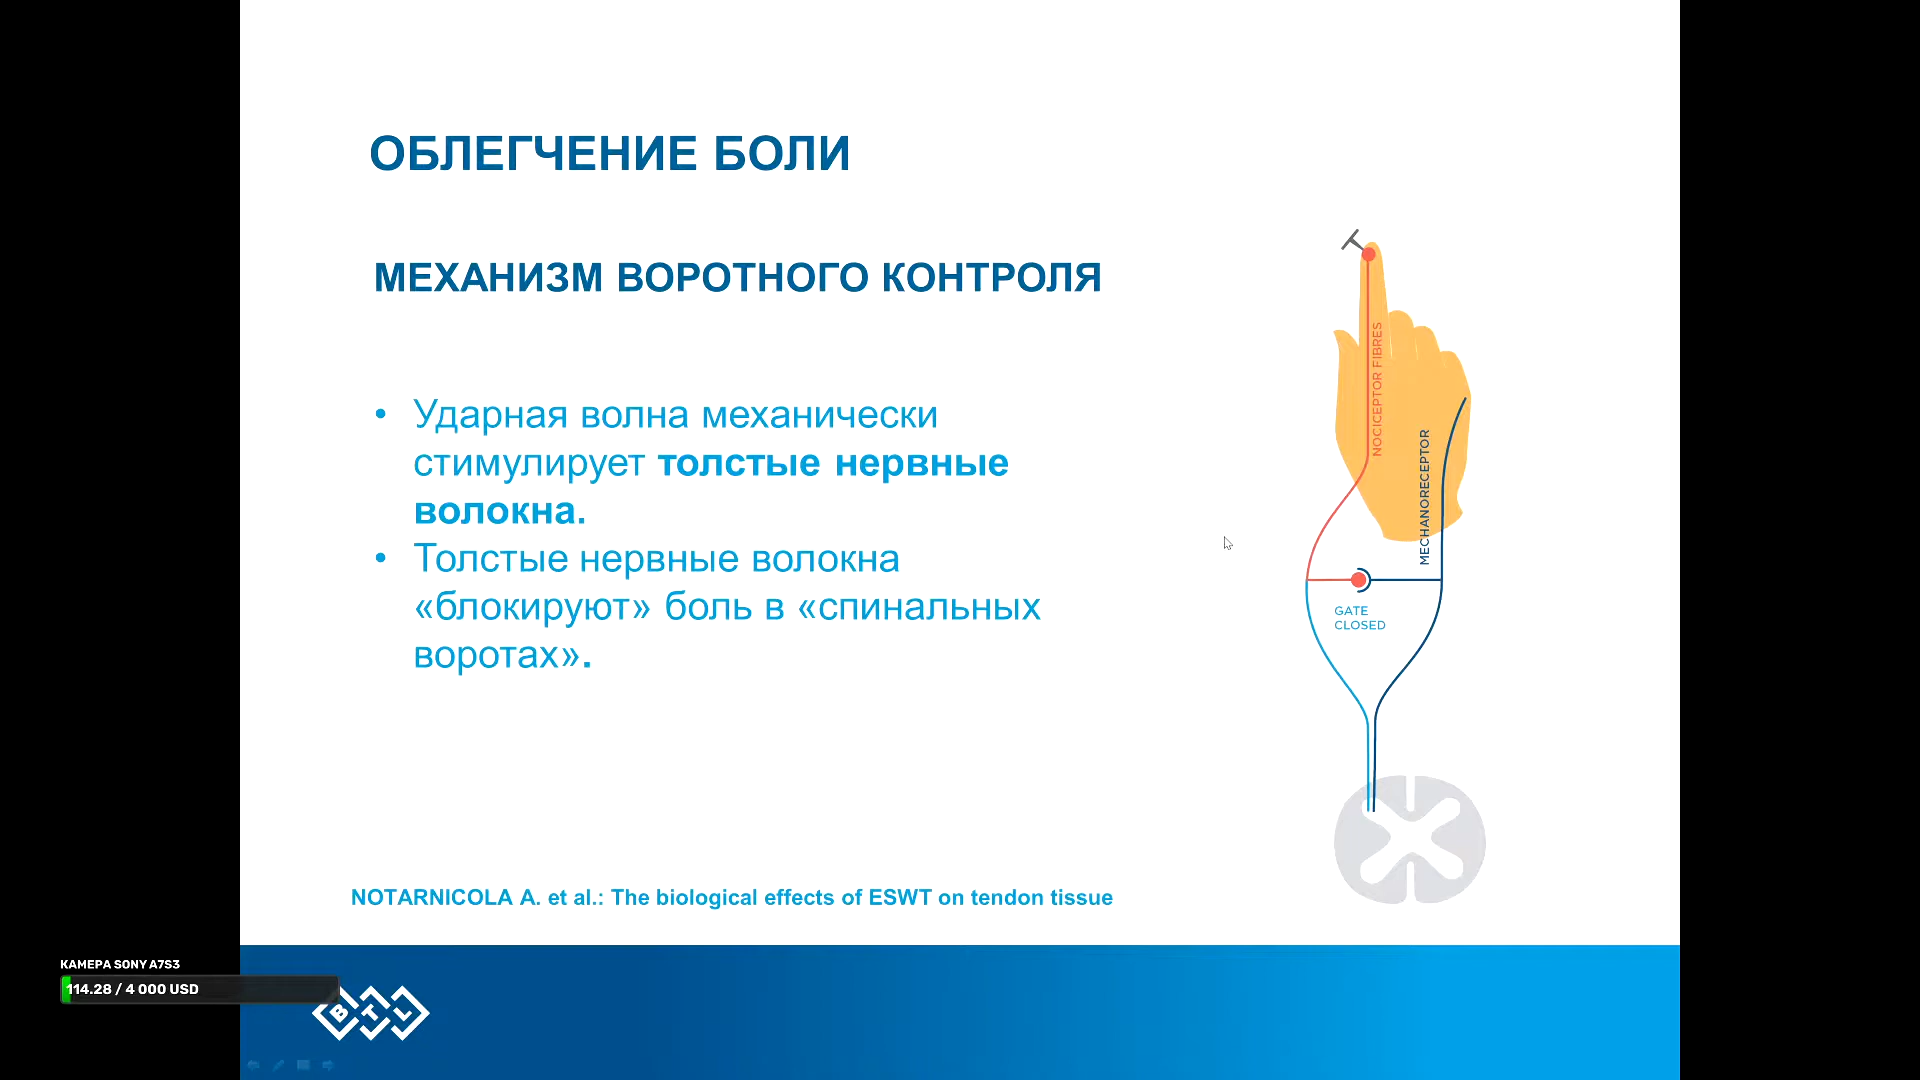 ОБЛЕГЧЕНИЕ БОЛИ
МЕХАНИЗМ ВОРОТНОГО КОНТРОЛЯ
• Ударная волна механически
стимулирует толстые нервные
волокна.
• Толстые нервные волокна
«блокируют» боль в «спинальных
воротах».
NOCICEPTOR FIBRES
MECHANORECEPTOR
GATE
CLOSED
NOTARNICOLA A. et al.: The biological effects of ESWT on tendon tissue
КАМЕРА SONY A7S3
114.28 / 4 000 USD
BTL